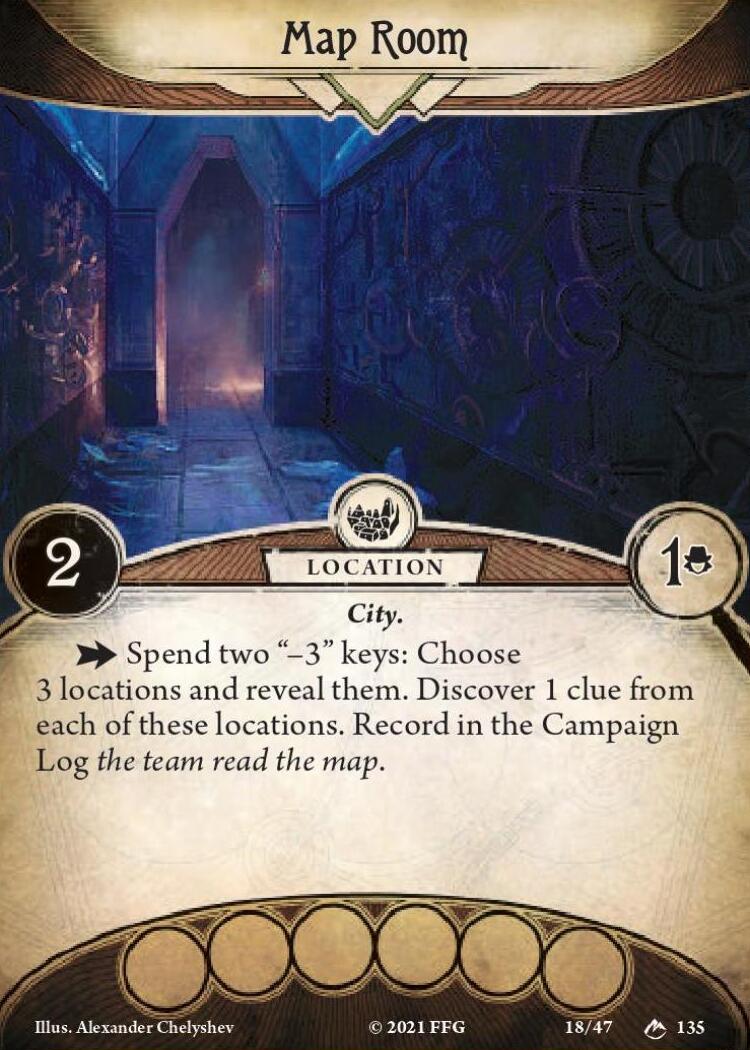 Map Room
2
LOCATION
1
City.
Spend two “–3” keys: Choose
3 locations and reveal them. Discover 1 clue from
each of these locations. Record in the Campaign
Log the team read the map.
Illus. Alexander Chelyshev © 2021 FFG 18/47 135